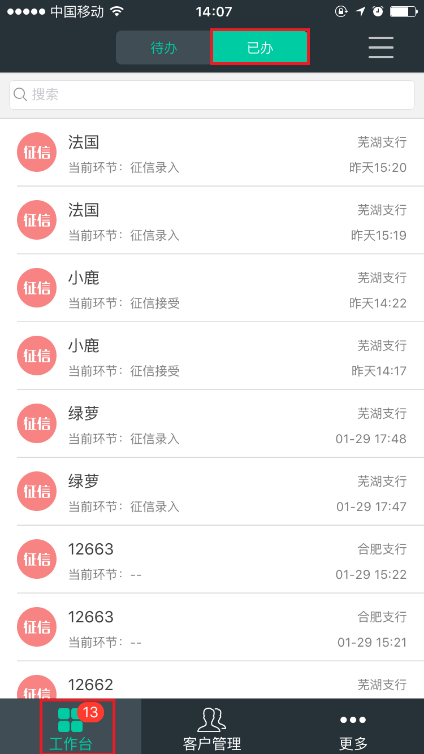 中国移动 14:07
待办 已办
搜索
征信 法国 芜湖支行
当前环节：征信录入 昨天15:20
征信 法国 芜湖支行
当前环节：征信录入 昨天15:19
征信 小鹿 芜湖支行
当前环节：征信接受 昨天14:22
征信 小鹿 芜湖支行
当前环节：征信接受 昨天14:17
征信 绿萝 芜湖支行
当前环节：征信录入 01-29 17:48
征信 绿萝 芜湖支行
当前环节：征信录入 01-29 17:47
征信 12663 合肥支行
当前环节：-- 01-29 15:22
征信 12663 合肥支行
当前环节：-- 01-29 15:21
征信 12662 芜湖支行
13
工作台 客户管理 更多